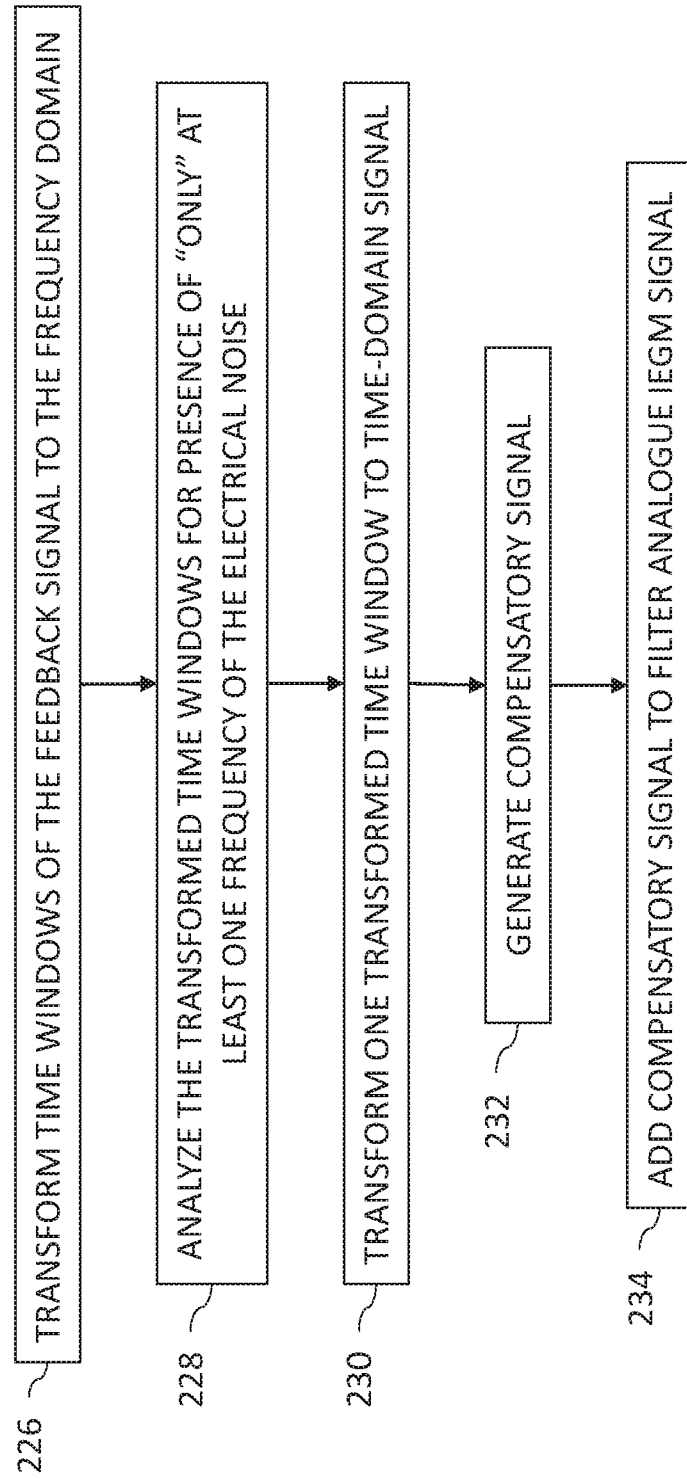 226
TRANSFORM TIME WINDOWS OF THE FEEDBACK SIGNAL TO THE FREQUENCY DOMAIN
228
ANALYZE THE TRANSFORMED TIME WINDOWS FOR PRESENCE OF “ONLY” AT
LEAST ONE FREQUENCY OF THE ELECTRICAL NOISE
230
TRANSFORM ONE TRANSFORMED TIME WINDOW TO TIME-DOMAIN SIGNAL
232
GENERATE COMPENSATORY SIGNAL
234
ADD COMPENSATORY SIGNAL TO FILTER ANALOGUE IEGM SIGNAL